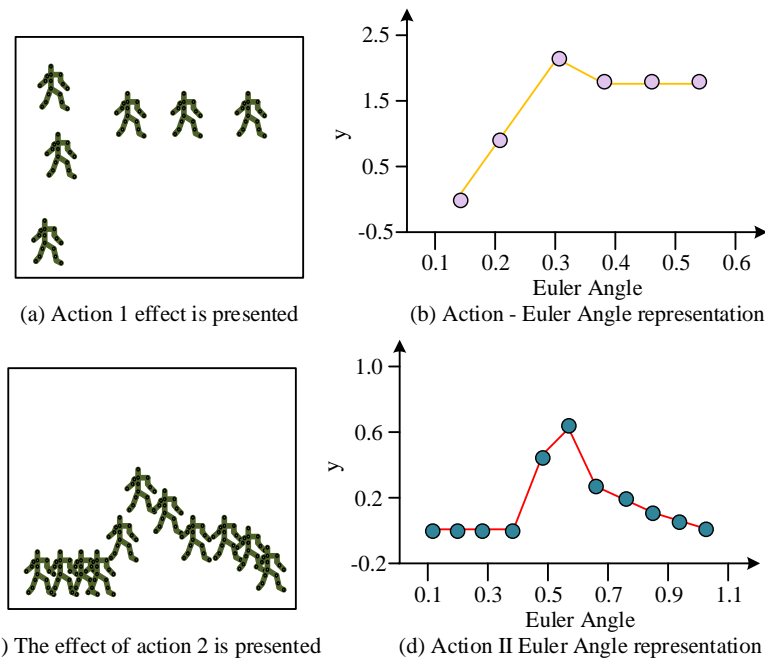 2.5
1.5
0.5
-0.5
y
0.1 0.2 0.3 0.4 0.5 0.6
Euler Angle
(a) Action 1 effect is presented
(b) Action - Euler Angle representation
1.0
0.6
0.2
-0.2
y
0.1 0.3 0.5 0.7 0.9 1.1
Euler Angle
) The effect of action 2 is presented
(d) Action II Euler Angle representation